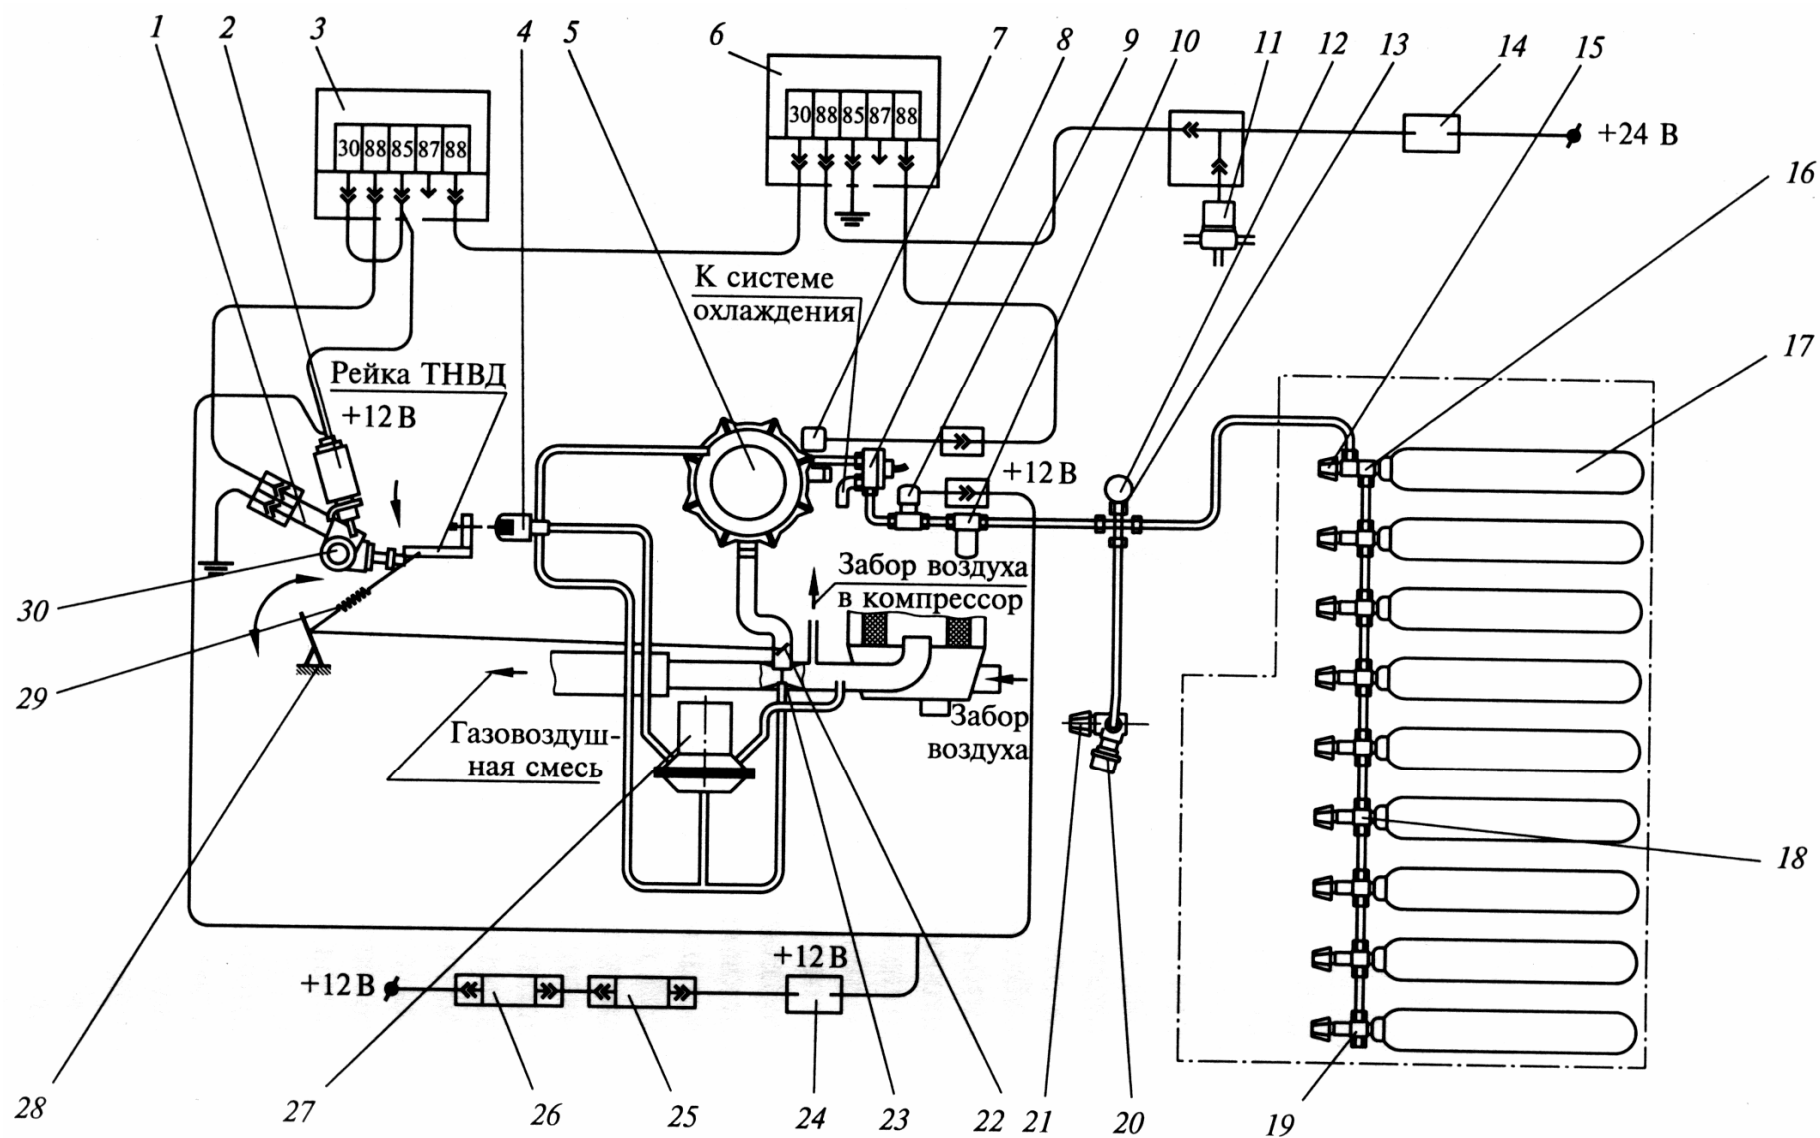 1 2 3 4 5 6 7 8 9 10 11 12 13 14 15
30 88 85 87 88
30 88 85 87 88
+24 В
16
К системе
охлаждения
17
Рейка ТНВД
+12 В
+12 В
Забор воздуха
в компрессор
30
29
Газовоздуш-
ная смесь
Забор
воздуха
18
+12 В
+12 В
28 27 26 25 24 23 22 21 20 19